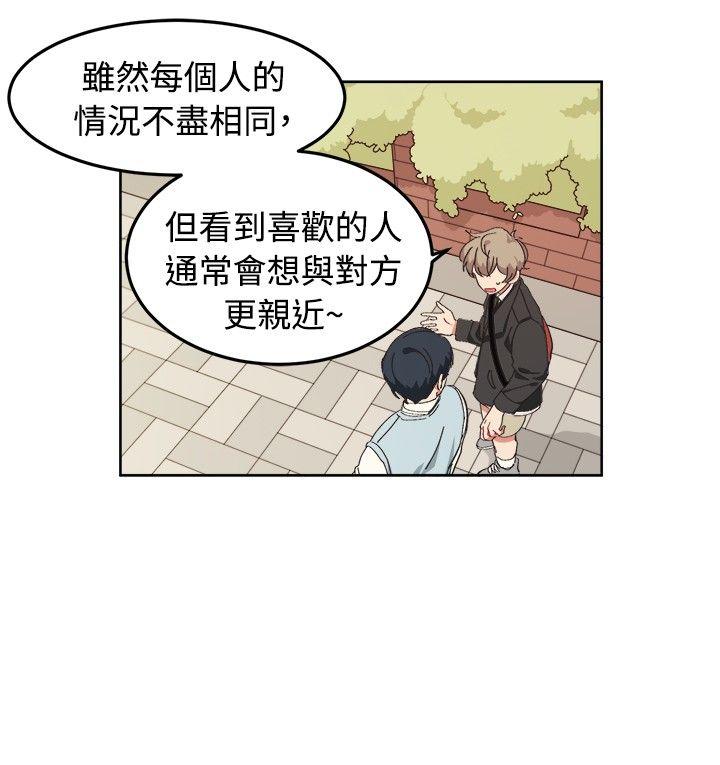 雖然每個人的
情況不盡相同，
但看到喜歡的人
通常會想與對方
更親近~